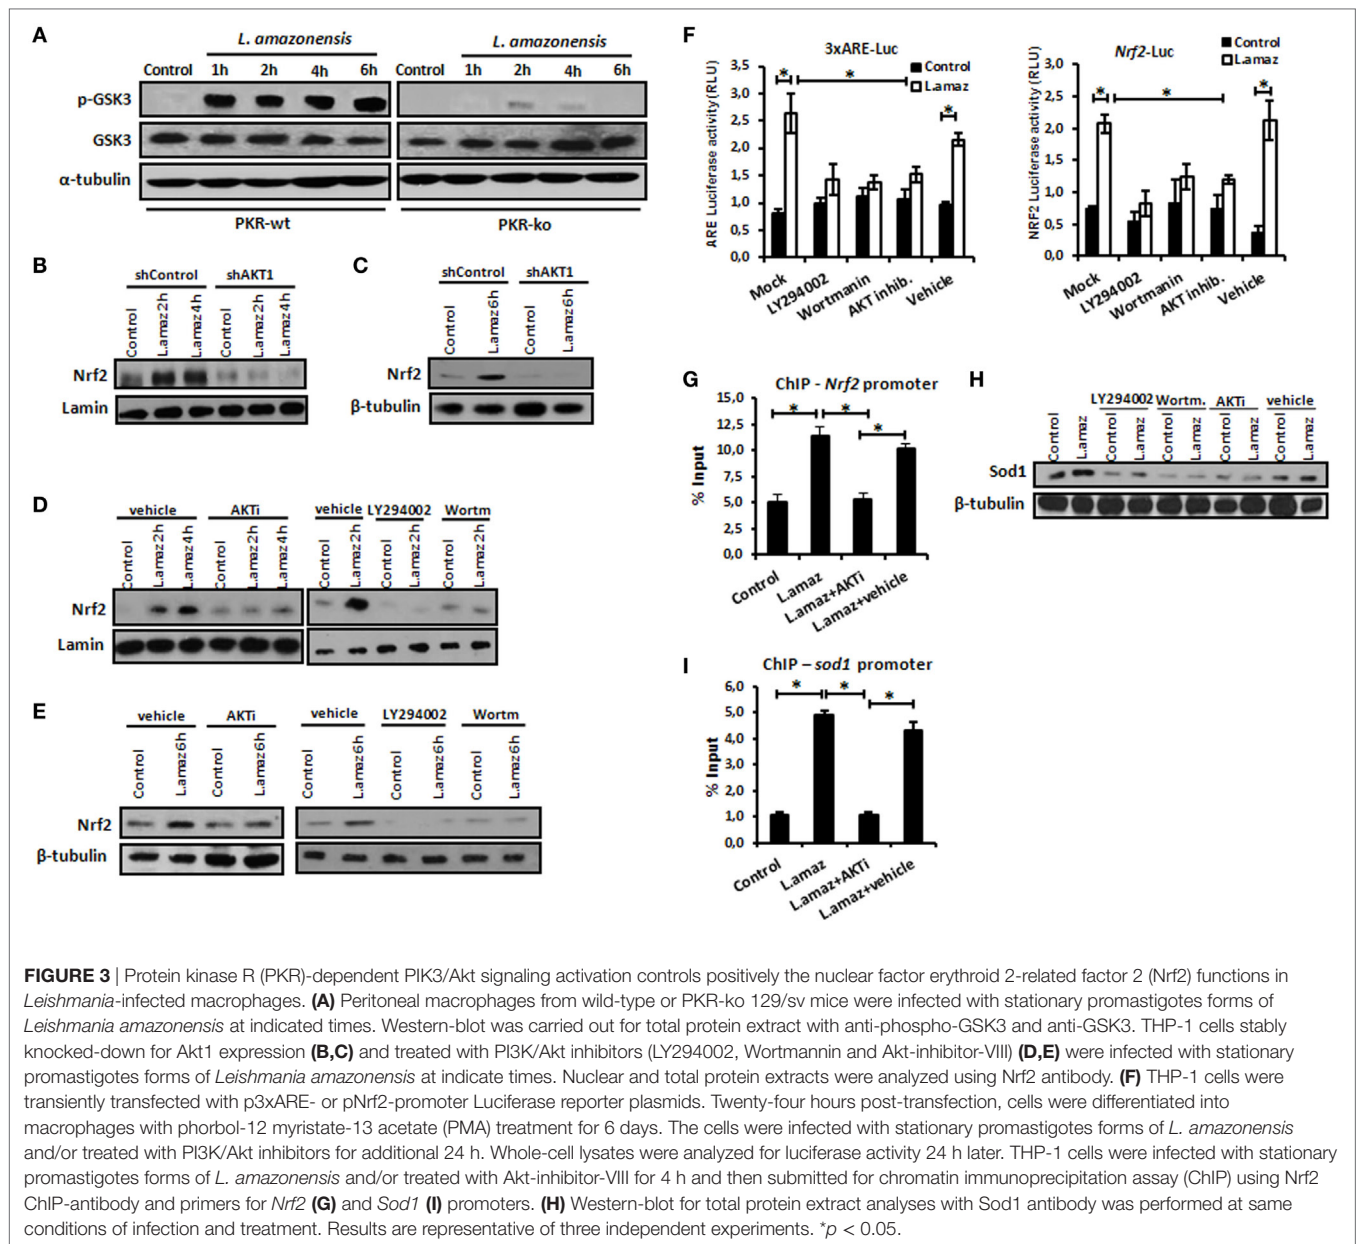 A
L. amazonensis
L. amazonensis
Control 1h 2h 4h 6h Control 1h 2h 4h 6h
p-GSK3
GSK3
α-tubulin
PKR-wt PKR-ko
B
shControl shAKT1
Control L.amaz2h L.amaz4h Control L.amaz2h L.amaz4h
Nrf2
Lamin
C
shControl shAKT1
Control L.amaz6h Control L.amaz6h
Nrf2
β-tubulin
D
vehicle AKTi vehicle LY294002 Wortm
Control L.amaz2h L.amaz4h Control L.amaz2h L.amaz4h Control L.amaz2h Control L.amaz2h Control L.amaz2h
Nrf2
Lamin
E
vehicle AKTi vehicle LY294002 Wortm
Control L.amaz6h Control L.amaz6h Control L.amaz6h Control L.amaz6h Control L.amaz6h
Nrf2
β-tubulin
F
3xARE-Luc
Control
L.amaz
ARE Luciferase activity (RLU)
3,5
3,0
2,5
2,0
1,5
1,0
0,5
0,0
* * *
Mock LY294002 Wortmanin AKT inhib. Vehicle
Nrf2-Luc
Control
L.amaz
NRF2 Luciferase activity (RLU)
2,5
2,0
1,5
1,0
0,5
0,0
* * *
Mock LY294002 Wortmanin AKT inhib. Vehicle
G
ChIP - Nrf2 promoter
% Input
15,0
12,5
10,0
7,5
5,0
2,5
0,0
* * *
Control L.amaz L.amaz+AKTi L.amaz+vehicle
H
LY294002 Wortm. AKTi vehicle
Control L.amaz Control L.amaz Control L.amaz Control L.amaz Control L.amaz
Sod1
β-tubulin
I
ChIP – sod1 promoter
% Input
6,0
5,0
4,0
3,0
2,0
1,0
0,0
* * *
Control L.amaz L.amaz+AKTi L.amaz+vehicle
FIGURE 3 | Protein kinase R (PKR)-dependent PIK3/Akt signaling activation controls positively the nuclear factor erythroid 2-related factor 2 (Nrf2) functions in
Leishmania-infected macrophages. (A) Peritoneal macrophages from wild-type or PKR-ko 129/sv mice were infected with stationary promastigotes forms of
Leishmania amazonensis at indicated times. Western-blot was carried out for total protein extract with anti-phospho-GSK3 and anti-GSK3. THP-1 cells stably
knocked-down for Akt1 expression (B,C) and treated with PI3K/Akt inhibitors (LY294002, Wortmannin and Akt-inhibitor-VIII) (D,E) were infected with stationary
promastigotes forms of Leishmania amazonensis at indicate times. Nuclear and total protein extracts were analyzed using Nrf2 antibody. (F) THP-1 cells were
transiently transfected with p3xARE- or pNrf2-promoter Luciferase reporter plasmids. Twenty-four hours post-transfection, cells were differentiated into
macrophages with phorbol-12 myristate-13 acetate (PMA) treatment for 6 days. The cells were infected with stationary promastigotes forms of L. amazonensis
and/or treated with PI3K/Akt inhibitors for additional 24 h. Whole-cell lysates were analyzed for luciferase activity 24 h later. THP-1 cells were infected with stationary
promastigotes forms of L. amazonensis and/or treated with Akt-inhibitor-VIII for 4 h and then submitted for chromatin immunoprecipitation assay (ChIP) using Nrf2
ChIP-antibody and primers for Nrf2 (G) and Sod1 (I) promoters. (H) Western-blot for total protein extract analyses with Sod1 antibody was performed at same
conditions of infection and treatment. Results are representative of three independent experiments. *p < 0.05.